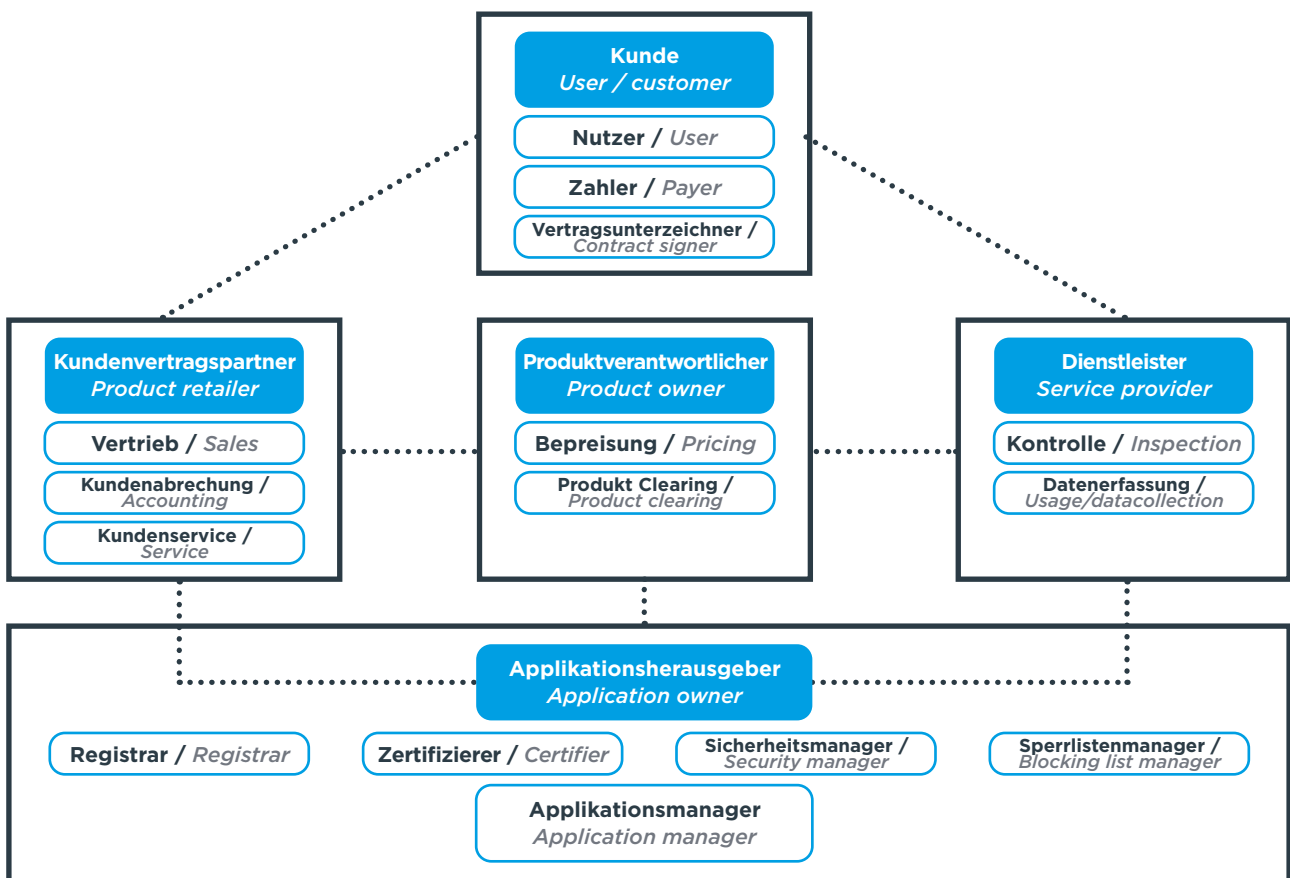 Kunde
User / customer
Nutzer / User
Zahler / Payer
Vertragsunterzeichner /
Contract signer
Kundenvertragspartner
Product retailer
Vertrieb / Sales
Kundenabrechung /
Accounting
Kundenservice /
Service
Produktverantwortlicher
Product owner
Bepreisung / Pricing
Produkt Clearing /
Product clearing
Dienstleister
Service provider
Kontrolle / Inspection
Datenerfassung /
Usage/datacollection
Applikationsherausgeber
Application owner
Registrar / Registrar
Zertifizierer / Certifier
Sicherheitsmanager /
Security manager
Sperrlistenmanager /
Blocking list manager
Applikationsmanager
Application manager